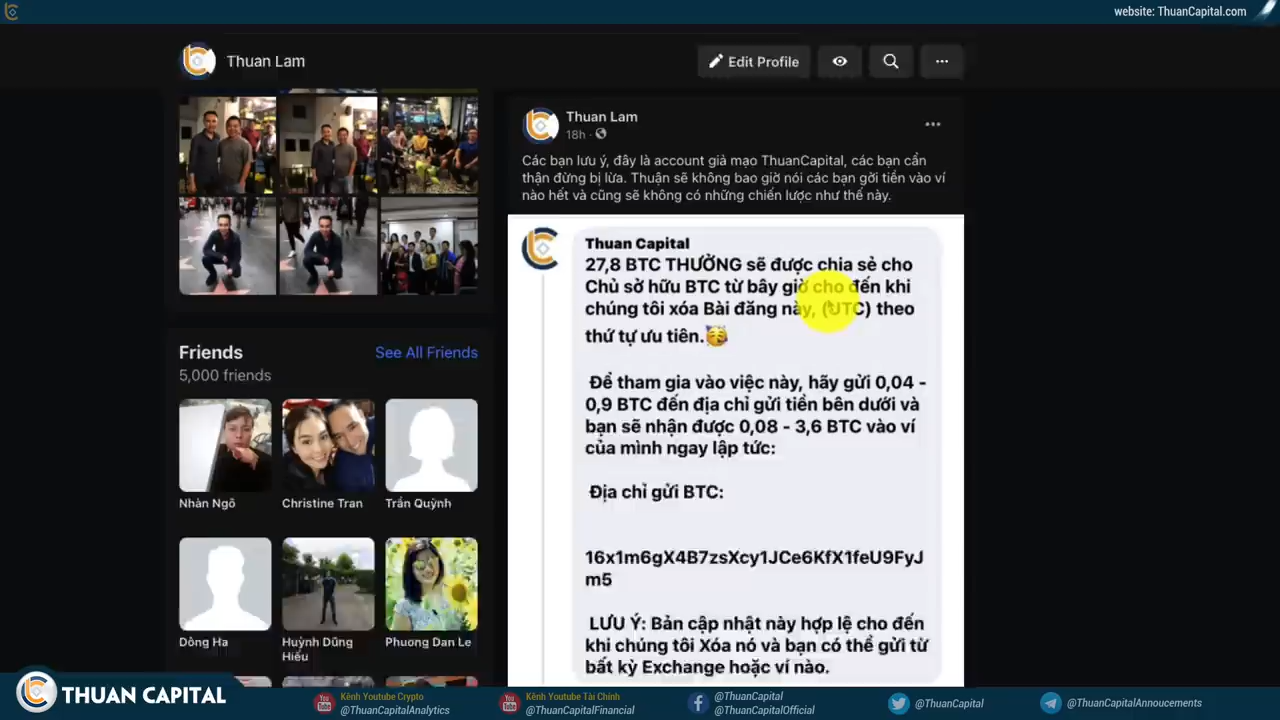 website: ThuanCapital.com
Thuan Lam
Edit Profile
Thuan Lam
18h
Các bạn lưu ý, đây là account giả mạo ThuanCapital, các bạn cẩn
thận đừng bị lừa. Thuận sẽ không bao giờ nói các bạn gởi tiền vào ví
nào hết và cũng sẽ không có những chiến lược như thế này.
Thuan Capital
27,8 BTC THƯỞNG sẽ được chia sẻ cho
Chủ sở hữu BTC từ bây giờ cho đến khi
chúng tôi xóa Bài đăng này, (UTC) theo
thứ tự ưu tiên.🥳
Để tham gia vào việc này, hãy gửi 0,04 -
0,9 BTC đến địa chỉ gửi tiền bên dưới và
bạn sẽ nhận được 0,08 - 3,6 BTC vào ví
của mình ngay lập tức:
Địa chỉ gửi BTC:
16x1m6gX4B7zsXcy1JCe6KfX1feU9FyJ
m5
LƯU Ý: Bản cập nhật này hợp lệ cho đến
khi chúng tôi Xóa nó và bạn có thể gửi từ
bất kỳ Exchange hoặc ví nào.
Friends
See All Friends
5,000 friends
Nhàn Ngõ
Christine Tran
Trần Quỳnh
Dông Ha
Huỳnh Dũng
Hiếu
Phuơng Dan Le
THUAN CAPITAL
You
Tube
Kênh Youtube Crypto
@ThuanCapitalAnalytics
You
Tube
Kênh Youtube Tài Chính
@ThuanCapitalFinancial
@ThuanCapital
@ThuanCapitalOfficial
@ThuanCapital
@ThuanCapitalAnnoucements